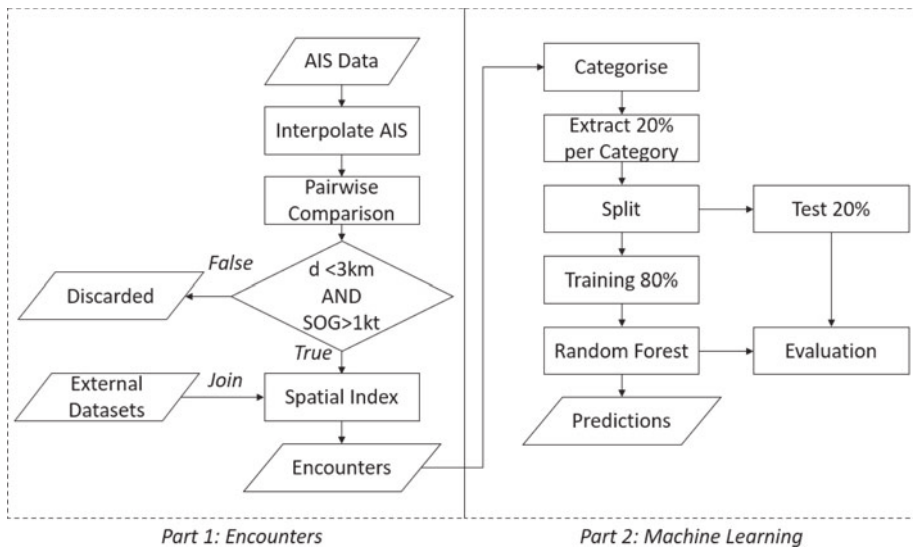 AIS Data
Interpolate AIS
Pairwise
Comparison
False
d <3km
AND
SOG>1kt
Discarded
True
External
Datasets
Join
Spatial Index
Encounters
Part 1: Encounters
Categorise
Extract 20%
per Category
Split
Test 20%
Training 80%
Random Forest
Evaluation
Predictions
Part 2: Machine Learning